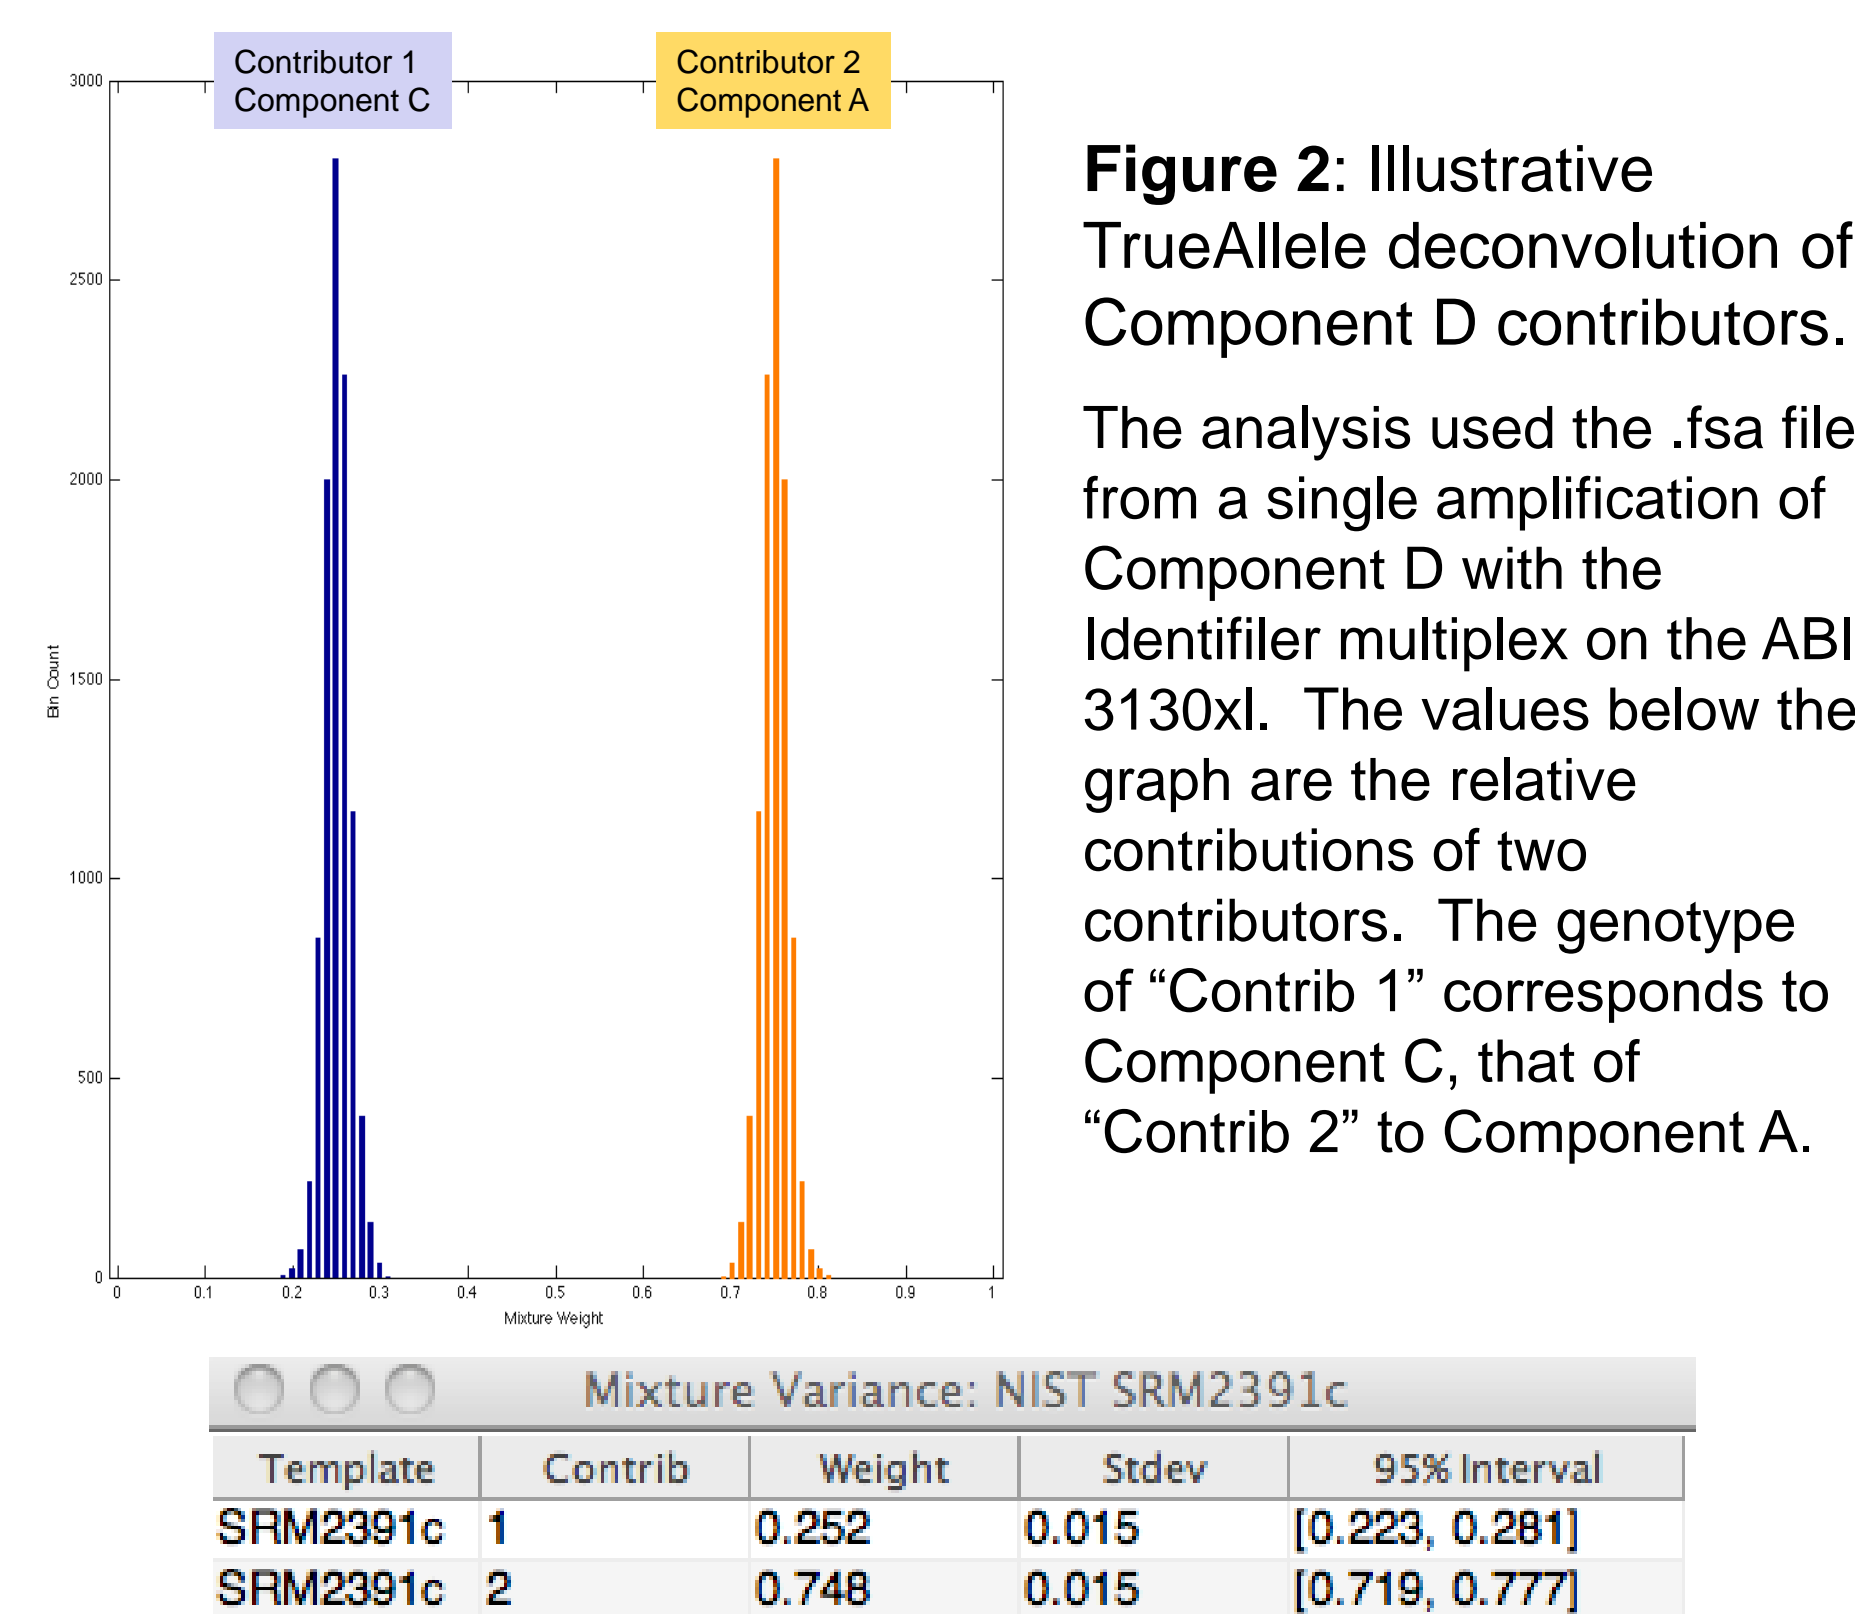 Contributor 1
Component C
Contributor 2
Component A
3000
2500
2000
1500
1000
500
0
Bin Count
0 0.1 0.2 0.3 0.4 0.5 0.6 0.7 0.8 0.9 1
Mixture Weight
Figure 2: Illustrative
TrueAllele deconvolution of
Component D contributors.
The analysis used the .fsa file
from a single amplification of
Component D with the
Identifiler multiplex on the ABI
3130xl. The values below the
graph are the relative
contributions of two
contributors. The genotype
of “Contrib 1” corresponds to
Component C, that of
“Contrib 2” to Component A.
Mixture Variance: NIST SRM2391c
Template Contrib Weight Stdev 95% Interval
SRM2391c 1 0.252 0.015 [0.223, 0.281]
SRM2391c 2 0.748 0.015 [0.719, 0.777]